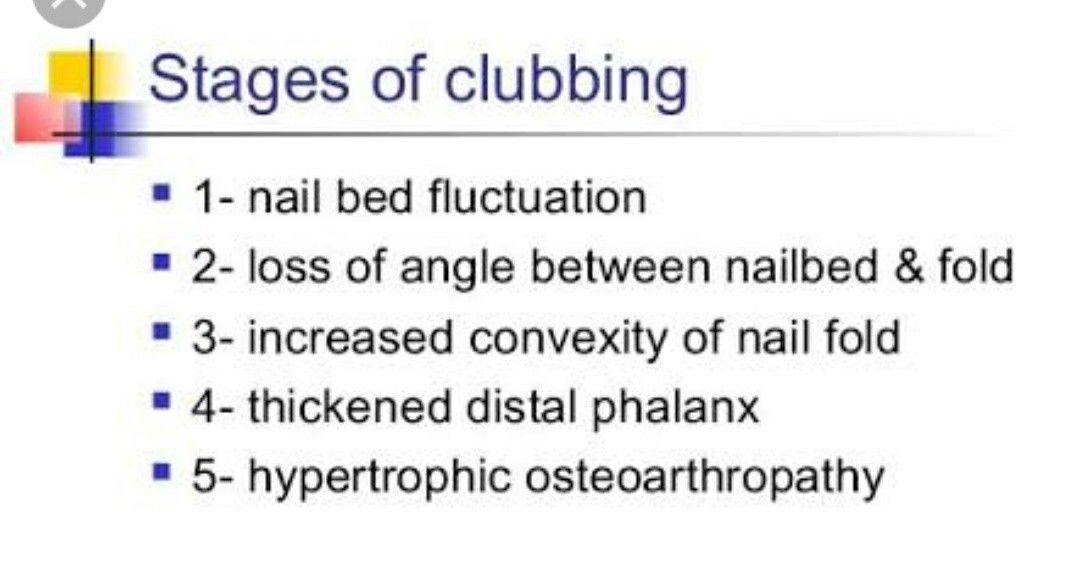 Stages of clubbing
1- nail bed fluctuation
2- loss of angle between nailbed & fold
3- increased convexity of nail fold
4- thickened distal phalanx
5- hypertrophic osteoarthropathy